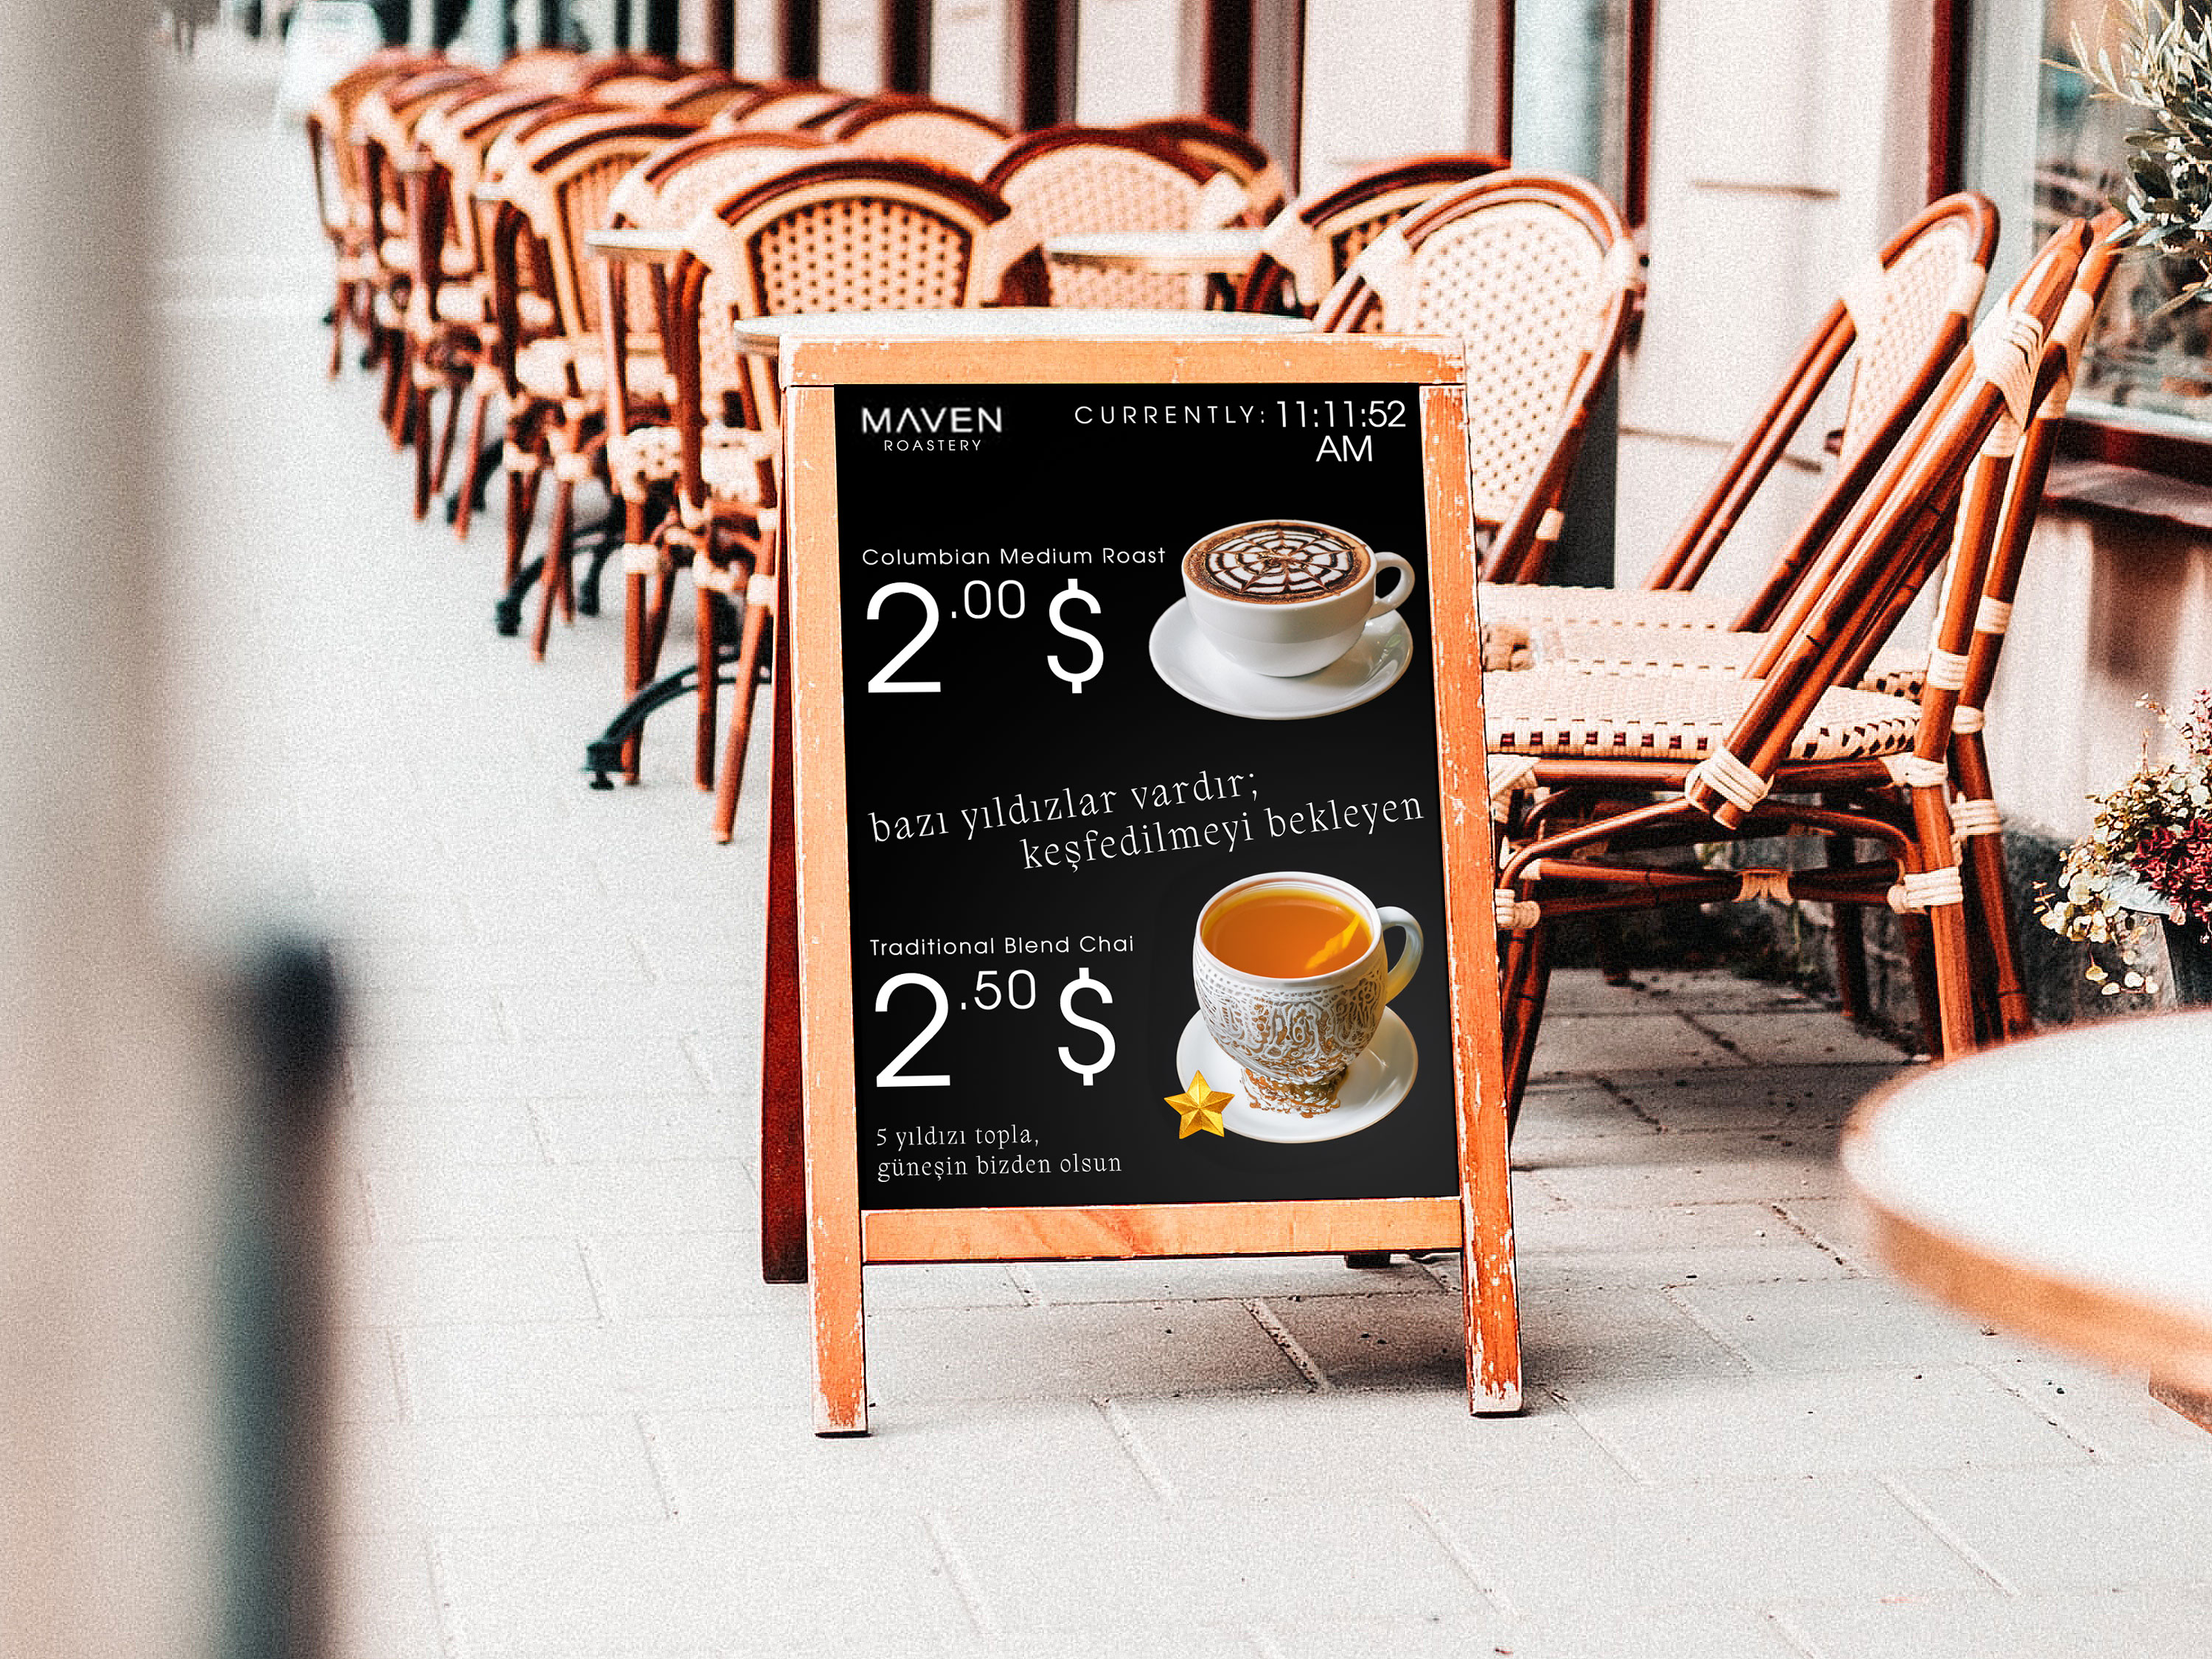 MAVEN
ROASTERY
CURRENTLY: 11:11:52
AM
Columbian Medium Roast
2.00 $
bazı yıldızlar vardır;
keşfedilmeyi bekleyen
Traditional Blend Chai
2.50 $
5 yıldızı topla,
güneşin bizden olsun